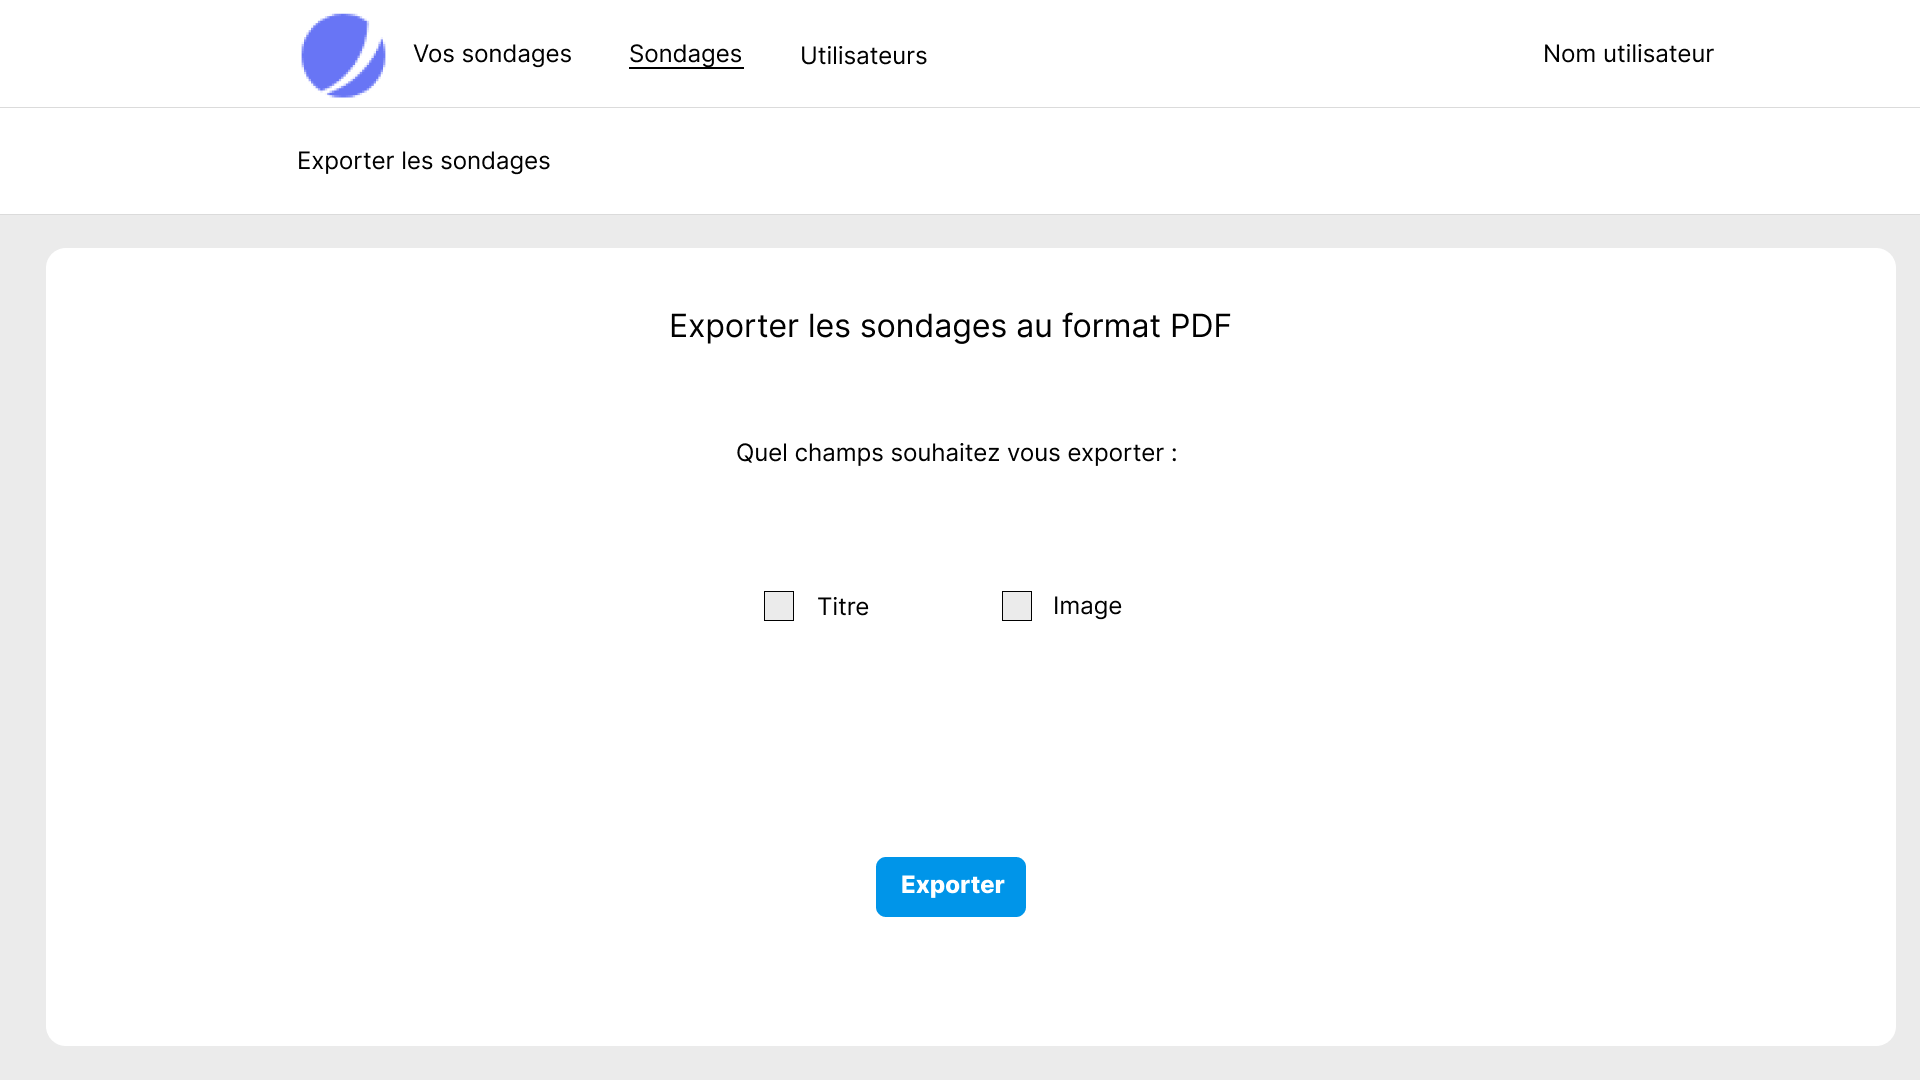 Vos sondages
Sondages
Utilisateurs
Nom utilisateur
Exporter les sondages
Exporter les sondages au format PDF
Quel champs souhaitez vous exporter :
Titre
Image
Exporter